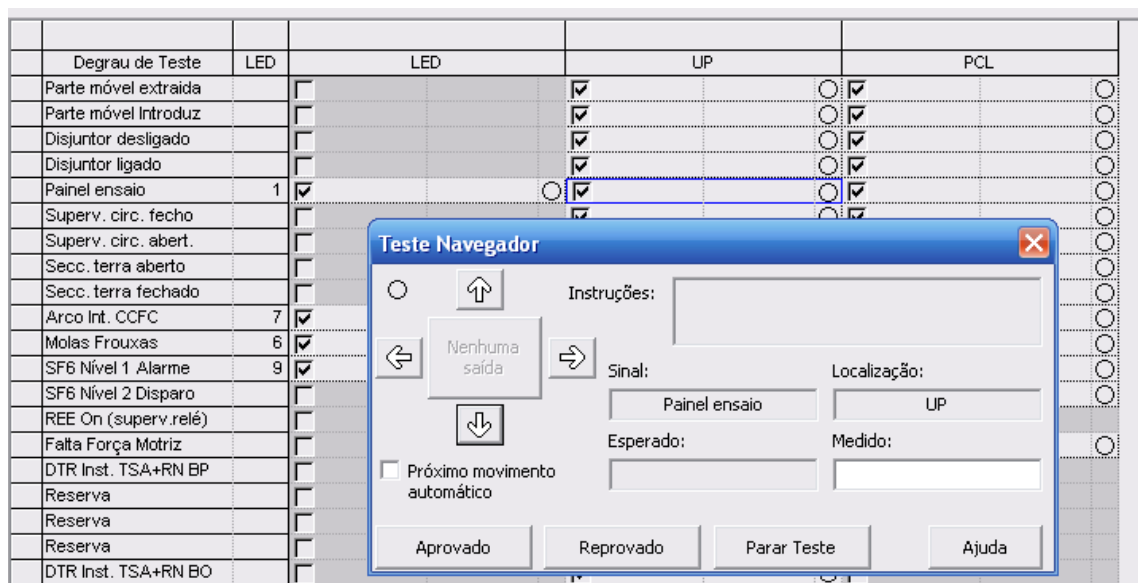 Degrau de Teste LED LED UP PCL
Parte móvel extraida
Parte móvel Introduz
Disjuntor desligado
Disjuntor ligado
Painel ensaio 1
Superv. circ. fecho
Superv. circ. abert.
Secc. terra aberto
Secc. terra fechado
Arco Int. CCFC 7
Molas Frouxas 6
SF6 Nível 1 Alarme 9
SF6 Nível 2 Disparo
REE On (superv.relé)
Falta Força Motriz
DTR Inst. TSA+RN BP
Reserva
Reserva
Reserva
DTR Inst. TSA+RN BO
Teste Navegador
Instruções:
Nenhuma
saída
Sinal: Localização:
Painel ensaio UP
Esperado: Medido:
Próximo movimento
automático
Aprovado Reprovado Parar Teste Ajuda